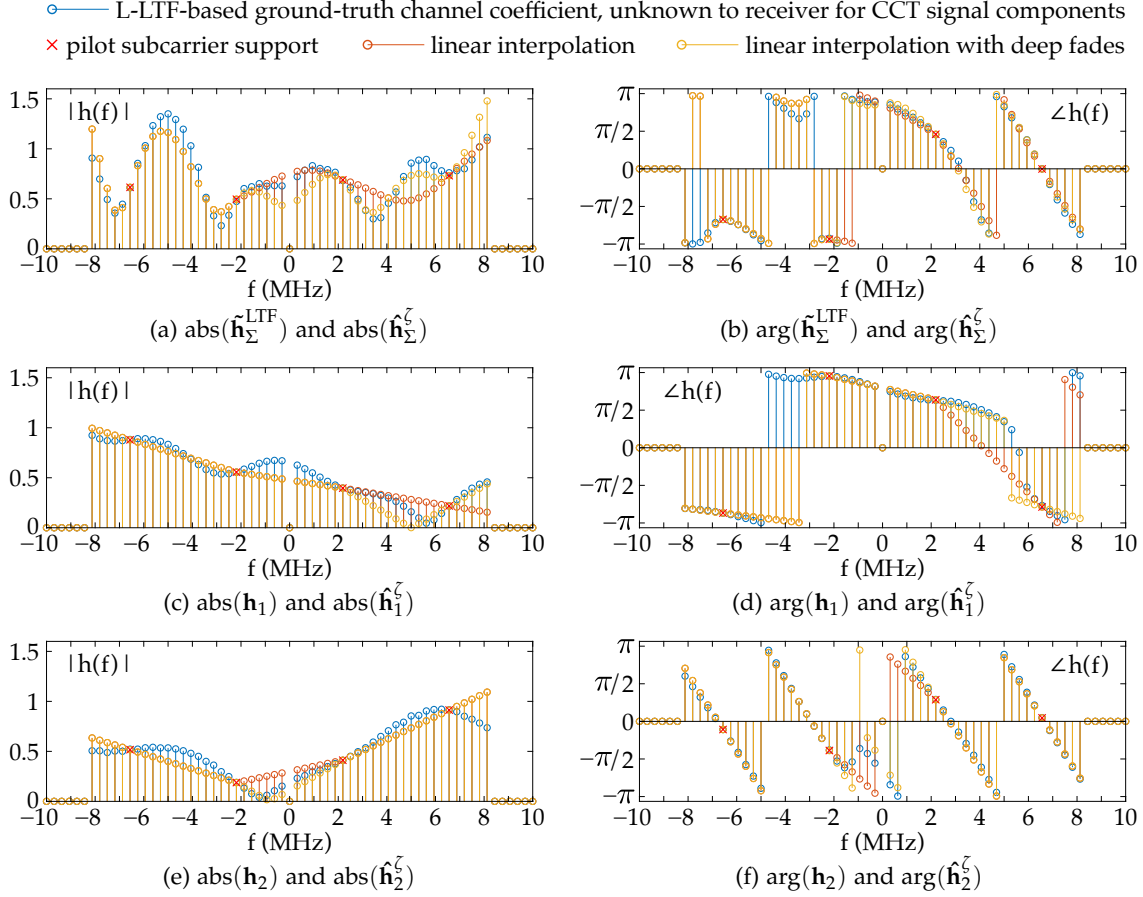 L-LTF-based ground-truth channel coefficient, unknown to receiver for CCT signal components
pilot subcarrier support linear interpolation linear interpolation with deep fades
|h(f)|
1.5
1
0.5
0
−10 −8 −6 −4 −2 0 2 4 6 8 10
f (MHz)
(a) abs(h̃_Σ^LTF) and abs(ĥ_Σ^ζ)
∠h(f)
π
π/2
0
−π/2
−π
−10 −8 −6 −4 −2 0 2 4 6 8 10
f (MHz)
(b) arg(h̃_Σ^LTF) and arg(ĥ_Σ^ζ)
|h(f)|
1.5
1
0.5
0
−10 −8 −6 −4 −2 0 2 4 6 8 10
f (MHz)
(c) abs(h_1) and abs(ĥ_1^ζ)
∠h(f)
π
π/2
0
−π/2
−π
−10 −8 −6 −4 −2 0 2 4 6 8 10
f (MHz)
(d) arg(h_1) and arg(ĥ_1^ζ)
|h(f)|
1.5
1
0.5
0
−10 −8 −6 −4 −2 0 2 4 6 8 10
f (MHz)
(e) abs(h_2) and abs(ĥ_2^ζ)
∠h(f)
π
π/2
0
−π/2
−π
−10 −8 −6 −4 −2 0 2 4 6 8 10
f (MHz)
(f) arg(h_2) and arg(ĥ_2^ζ)